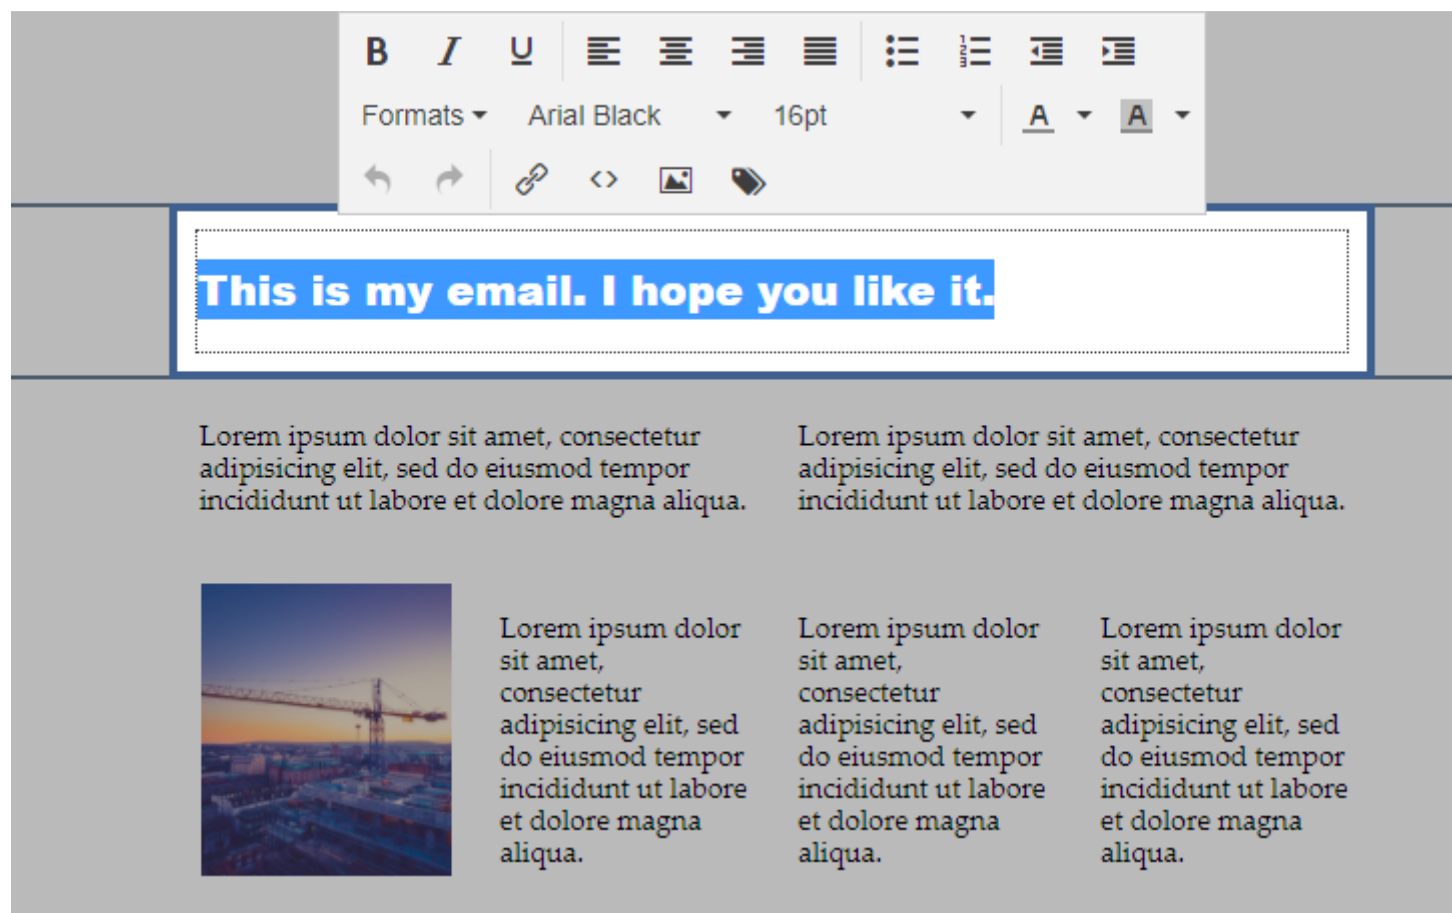 B I U
Formats Arial Black 16pt A A
This is my email. I hope you like it.
Lorem ipsum dolor sit amet, consectetur
adipisicing elit, sed do eiusmod tempor
incididunt ut labore et dolore magna aliqua.
Lorem ipsum dolor sit amet, consectetur
adipisicing elit, sed do eiusmod tempor
incididunt ut labore et dolore magna aliqua.
Lorem ipsum dolor
sit amet,
consectetur
adipisicing elit, sed
do eiusmod tempor
incididunt ut labore
et dolore magna
aliqua.
Lorem ipsum dolor
sit amet,
consectetur
adipisicing elit, sed
do eiusmod tempor
incididunt ut labore
et dolore magna
aliqua.
Lorem ipsum dolor
sit amet,
consectetur
adipisicing elit, sed
do eiusmod tempor
incididunt ut labore
et dolore magna
aliqua.